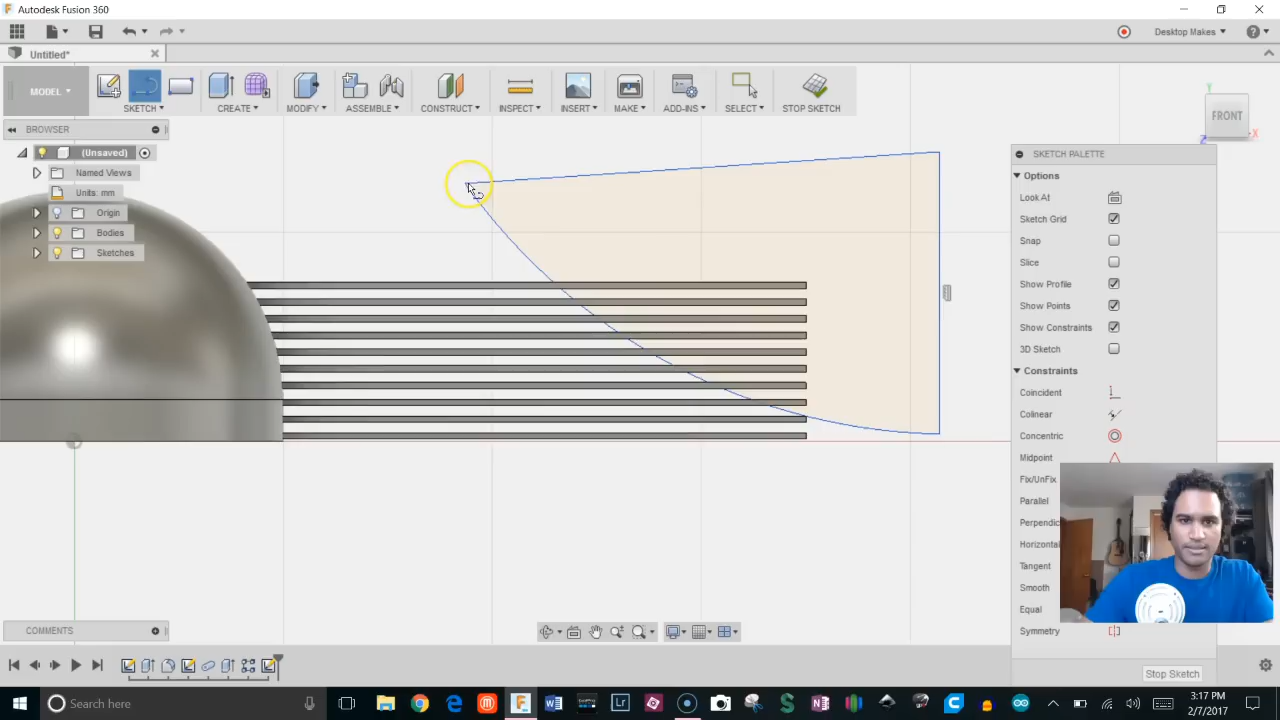 Autodesk Fusion 360
Desktop Makes
Untitled*
MODEL
SKETCH
CREATE
MODIFY
ASSEMBLE
CONSTRUCT
INSPECT
INSERT
MAKE
ADD-INS
SELECT
STOP SKETCH
BROWSER
(Unsaved)
Named Views
Units: mm
Origin
Bodies
Sketches
FRONT
Y
Z
X
SKETCH PALETTE
Options
Look At
Sketch Grid
Snap
Slice
Show Profile
Show Points
Show Constraints
3D Sketch
Constraints
Coincident
Colinear
Concentric
Midpoint
Fix/UnFix
Parallel
Perpendic
Horizontal
Tangent
Smooth
Equal
Symmetry
Stop Sketch
COMMENTS
Search here
3:17 PM
2/7/2017